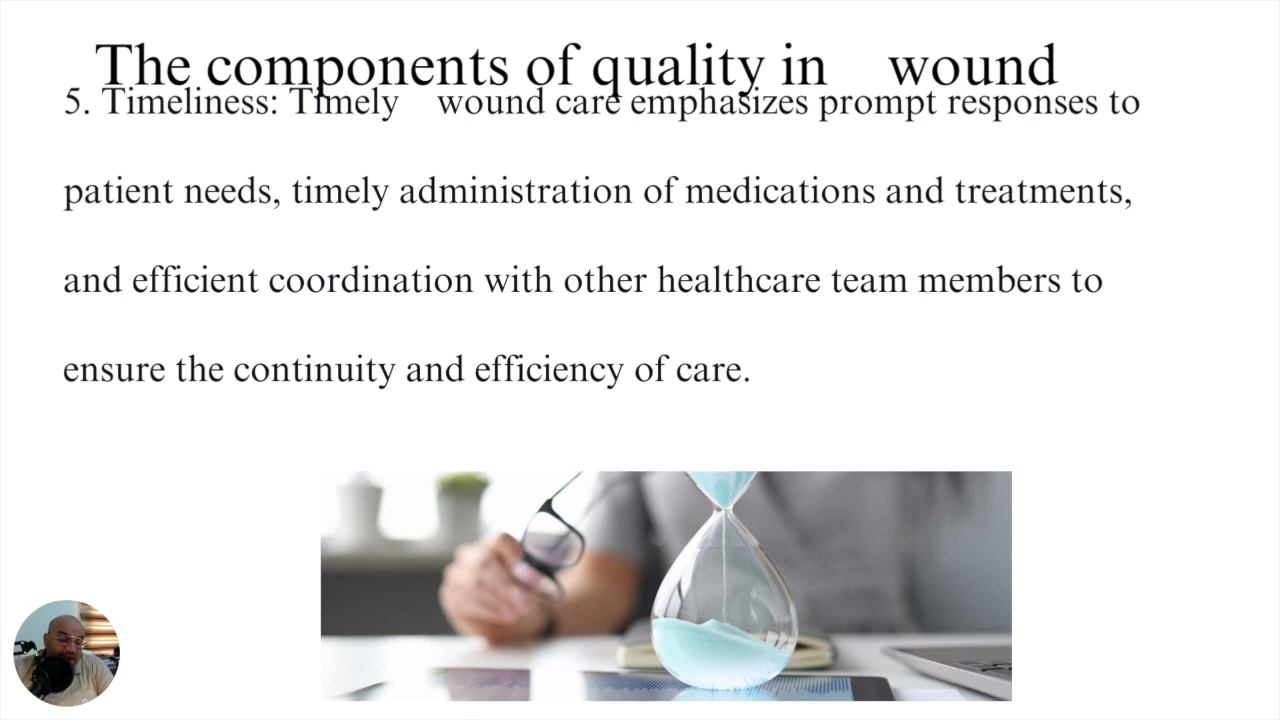 The components of quality in wound
5. Timeliness: Timely wound care emphasizes prompt responses to
patient needs, timely administration of medications and treatments,
and efficient coordination with other healthcare team members to
ensure the continuity and efficiency of care.